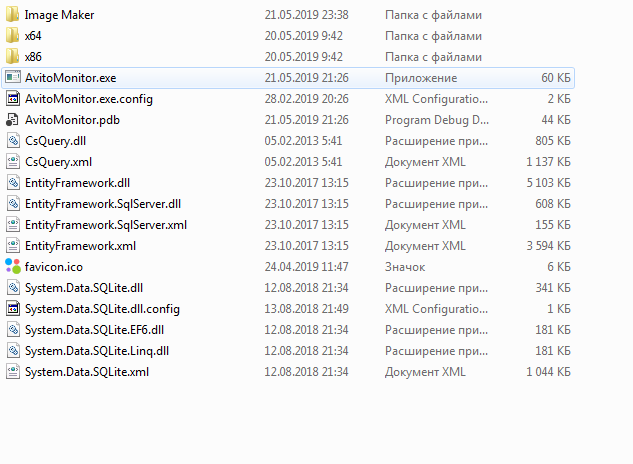 Image Maker 21.05.2019 23:38 Папка с файлами
x64 20.05.2019 9:42 Папка с файлами
x86 20.05.2019 9:42 Папка с файлами
AvitoMonitor.exe 21.05.2019 21:26 Приложение 60 КБ
AvitoMonitor.exe.config 28.02.2019 20:26 XML Configuratio... 2 КБ
AvitoMonitor.pdb 21.05.2019 21:26 Program Debug D... 44 КБ
CsQuery.dll 05.02.2013 5:41 Расширение при... 805 КБ
CsQuery.xml 05.02.2013 5:41 Документ XML 1 137 КБ
EntityFramework.dll 23.10.2017 13:15 Расширение при... 5 103 КБ
EntityFramework.SqlServer.dll 23.10.2017 13:15 Расширение при... 608 КБ
EntityFramework.SqlServer.xml 23.10.2017 13:15 Документ XML 155 КБ
EntityFramework.xml 23.10.2017 13:15 Документ XML 3 594 КБ
favicon.ico 24.04.2019 11:47 Значок 6 КБ
System.Data.SQLite.dll 12.08.2018 21:34 Расширение при... 341 КБ
System.Data.SQLite.dll.config 13.08.2018 21:49 XML Configuratio... 1 КБ
System.Data.SQLite.EF6.dll 12.08.2018 21:34 Расширение при... 181 КБ
System.Data.SQLite.Linq.dll 12.08.2018 21:34 Расширение при... 181 КБ
System.Data.SQLite.xml 12.08.2018 21:34 Документ XML 1 044 КБ